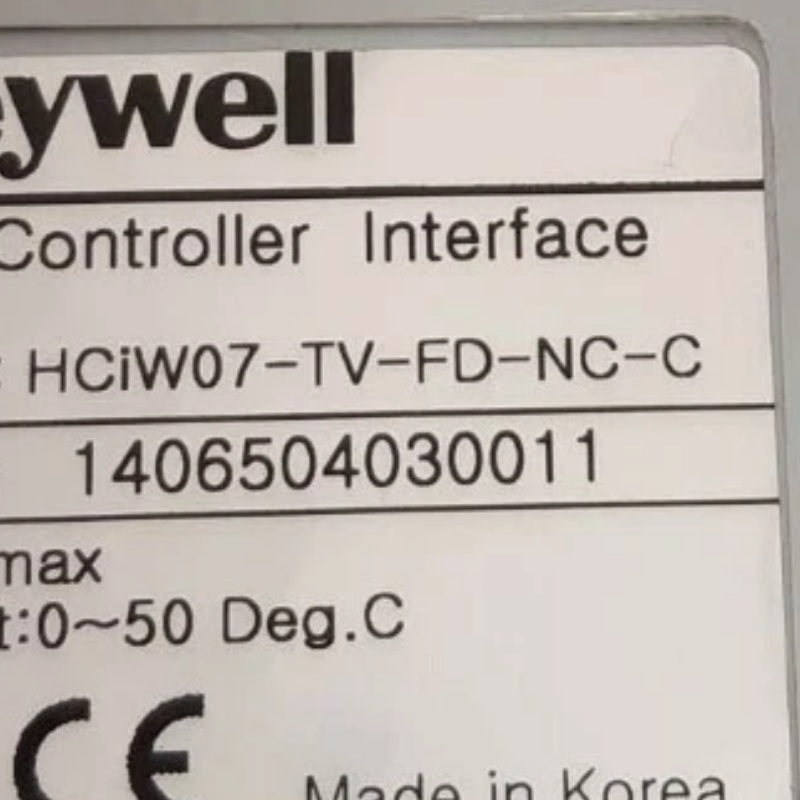 eywell
Controller Interface
: HCiW07-TV-FD-NC-C
1406504030011
max
t:0~50 Deg.C
CE
Made in Korea